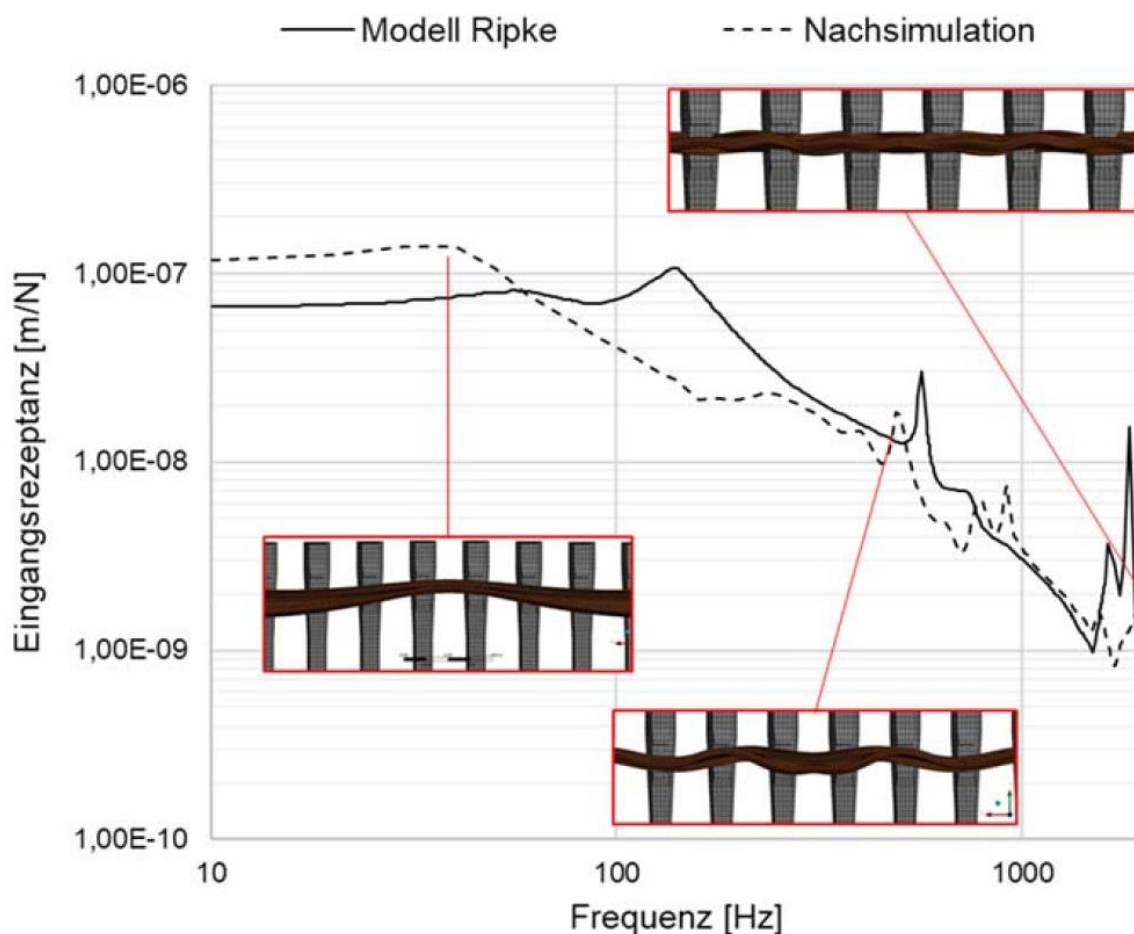 Modell Ripke
Nachsimulation
1,00E-06
1,00E-07
1,00E-08
1,00E-09
1,00E-10
Eingangsrezeptanz [m/N]
10
100
1000
Frequenz [Hz]